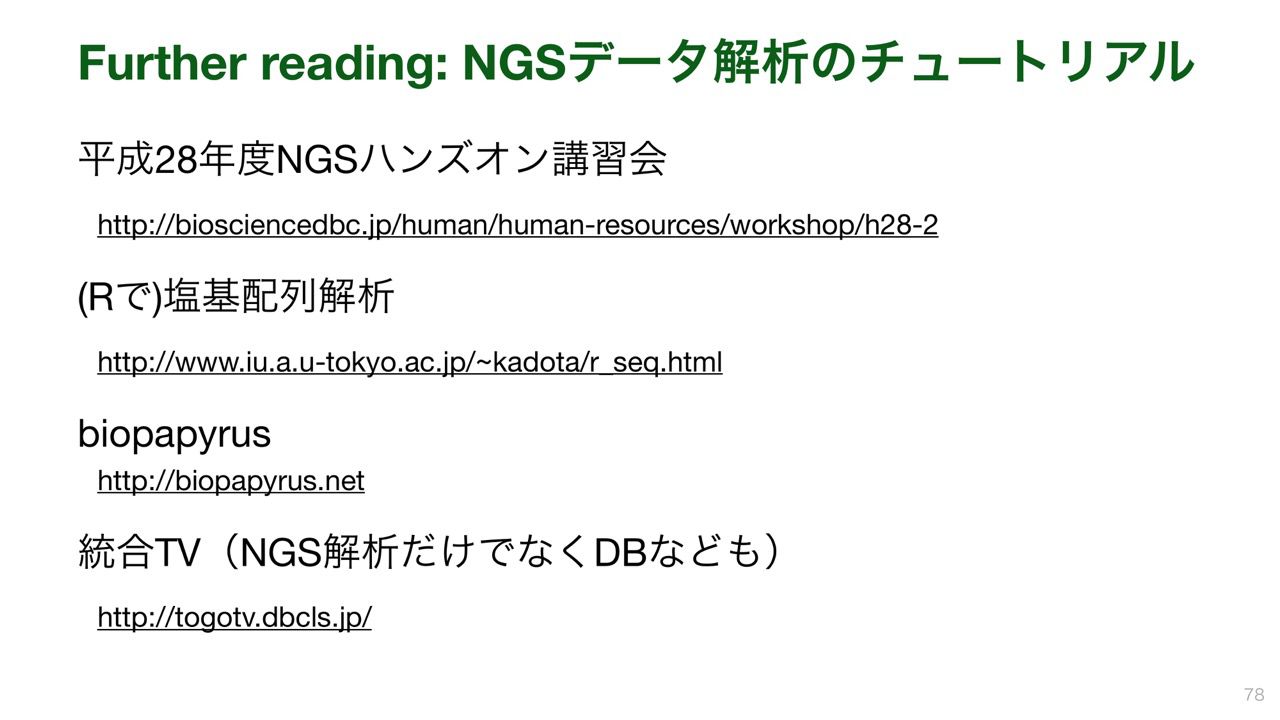 Further reading: NGSデータ解析のチュートリアル
平成28年度NGSハンズオン講習会
http://biosciencedbc.jp/human/human-resources/workshop/h28-2
(Rで)塩基配列解析
http://www.iu.a.u-tokyo.ac.jp/~kadota/r_seq.html
biopapyrus
http://biopapyrus.net
統合TV（NGS解析だけでなくDBなども）
http://togotv.dbcls.jp/
78